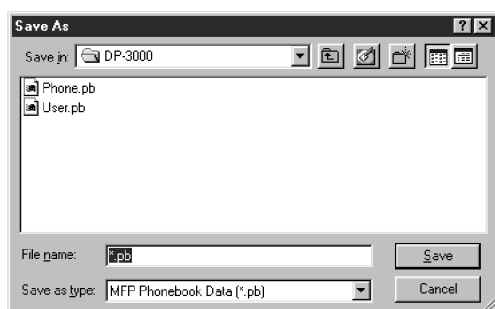 Save As
Save in: DP-3000
Phone.pb
User.pb
File name: *.pb Save
Save as type: MFP Phonebook Data (*.pb) Cancel